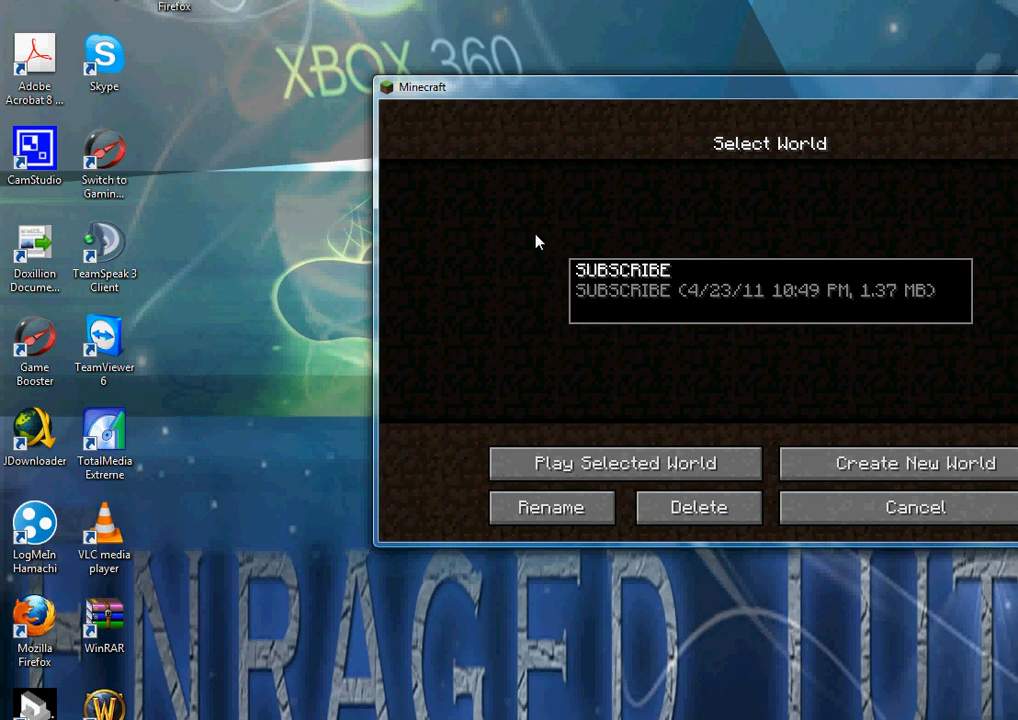 Firefox
XBOX 360
Adobe
Acrobat 8 ...
Skype
CamStudio
Switch to
Gamin...
Doxillion
Docume...
TeamSpeak 3
Client
Game
Booster
TeamViewer
6
JDownloader
TotalMedia
Extreme
LogMeIn
Hamachi
VLC media
player
Mozilla
Firefox
WinRAR
Minecraft
Select World
SUBSCRIBE
SUBSCRIBE (4/23/11 10:49 PM, 1.37 MB)
Play Selected World
Create New World
Rename
Delete
Cancel
NRAGED TUT